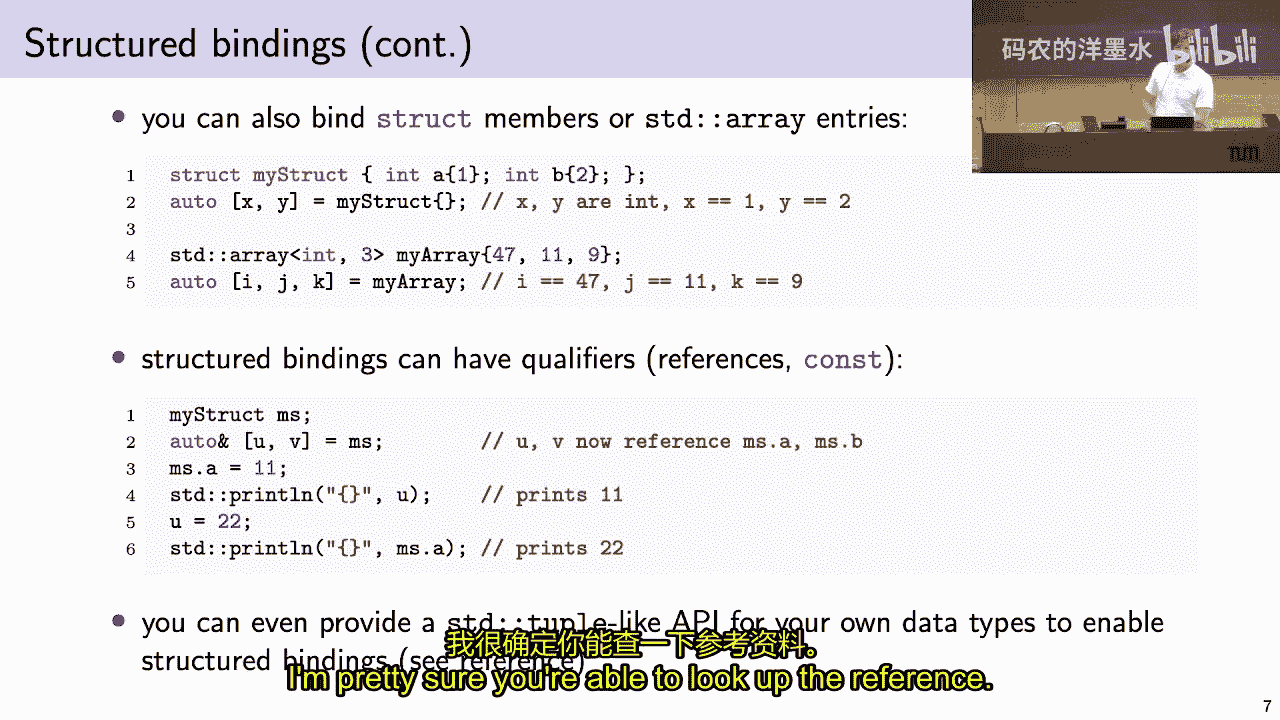 Structured bindings (cont.)
码农的洋墨水 bilibili
TUM
• you can also bind struct members or std::array entries:
1 struct myStruct { int a{1}; int b{2}; };
2 auto [x, y] = myStruct{}; // x, y are int, x == 1, y == 2
3
4 std::array<int, 3> myArray{47, 11, 9};
5 auto [i, j, k] = myArray; // i == 47, j == 11, k == 9
• structured bindings can have qualifiers (references, const):
1 myStruct ms;
2 auto& [u, v] = ms; // u, v now reference ms.a, ms.b
3 ms.a = 11;
4 std::println("{}", u); // prints 11
5 u = 22;
6 std::println("{}", ms.a); // prints 22
• you can even provide a std::tuple-like API for your own data types to enable
structured bindings (see reference)
我很确定你能查一下参考资料。
I'm pretty sure you're able to look up the reference.
7